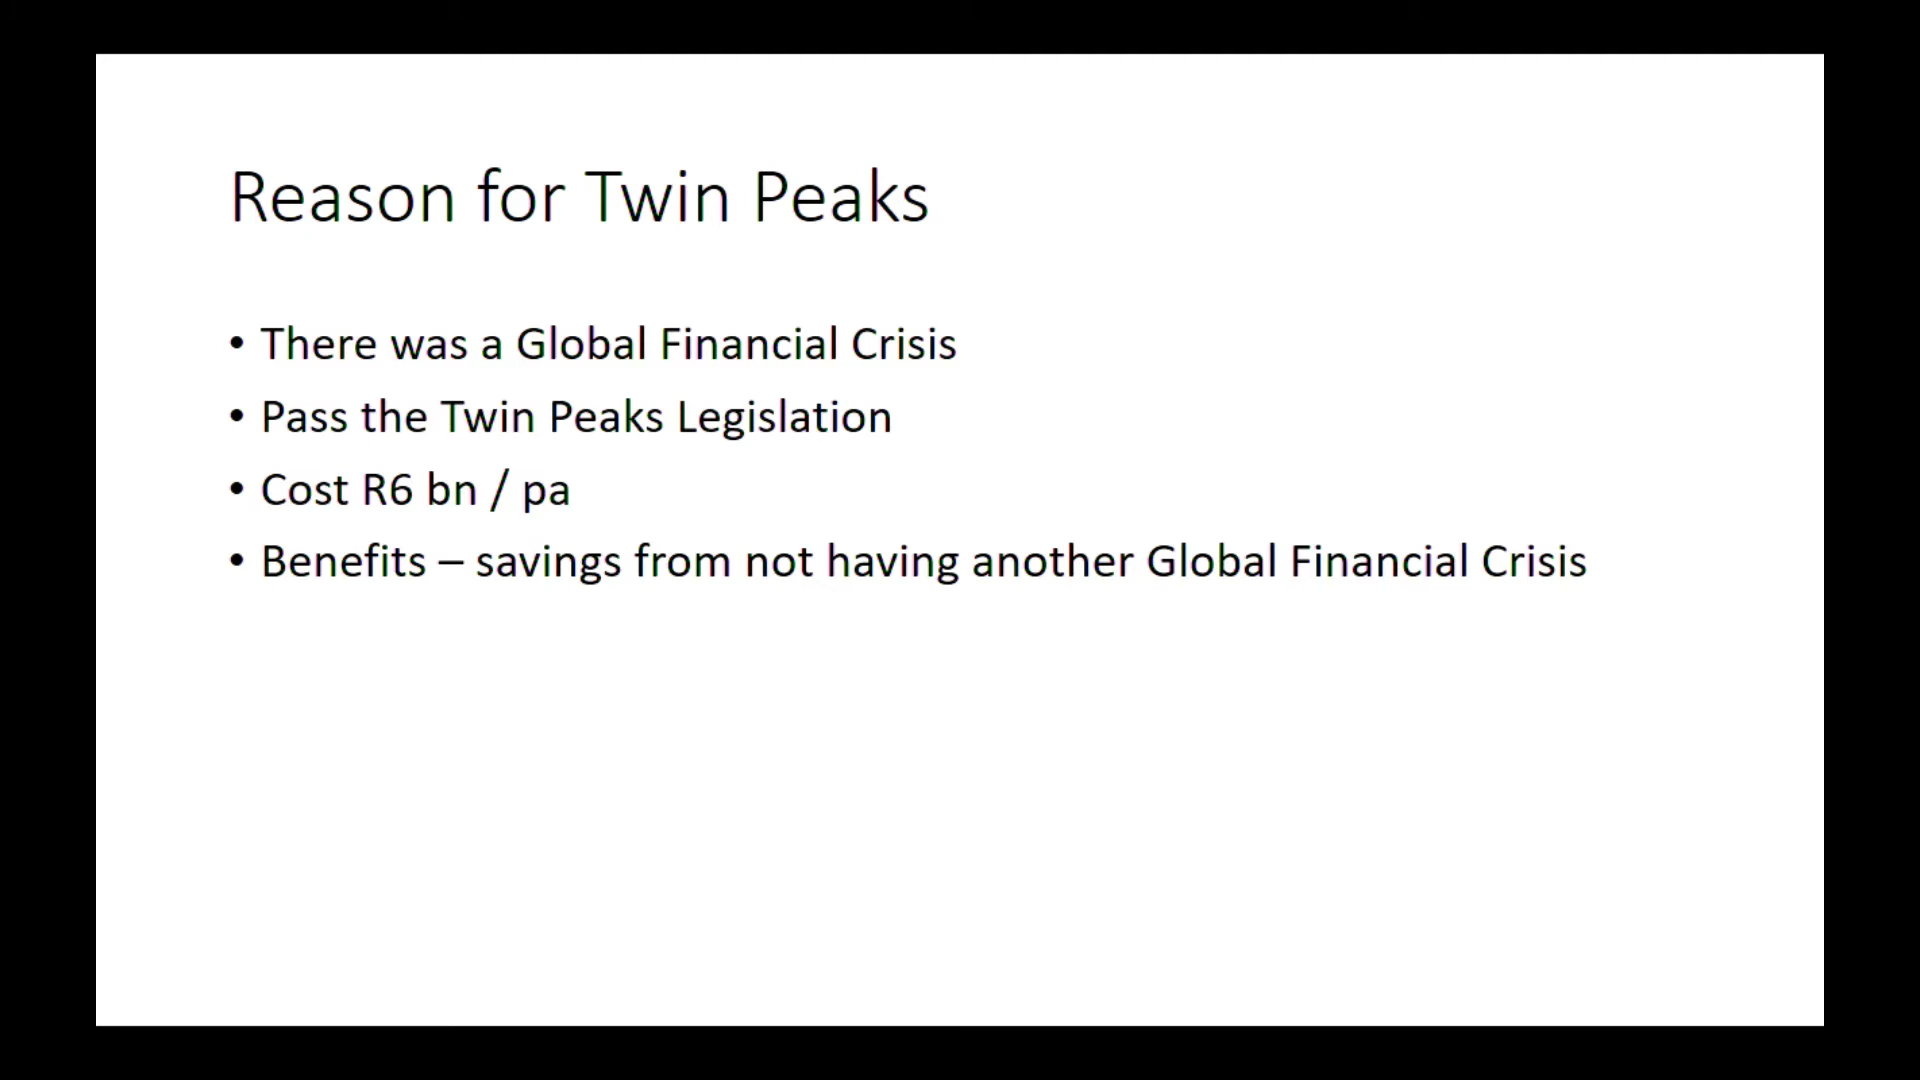 Reason for Twin Peaks
• There was a Global Financial Crisis
• Pass the Twin Peaks Legislation
• Cost R6 bn / pa
• Benefits – savings from not having another Global Financial Crisis